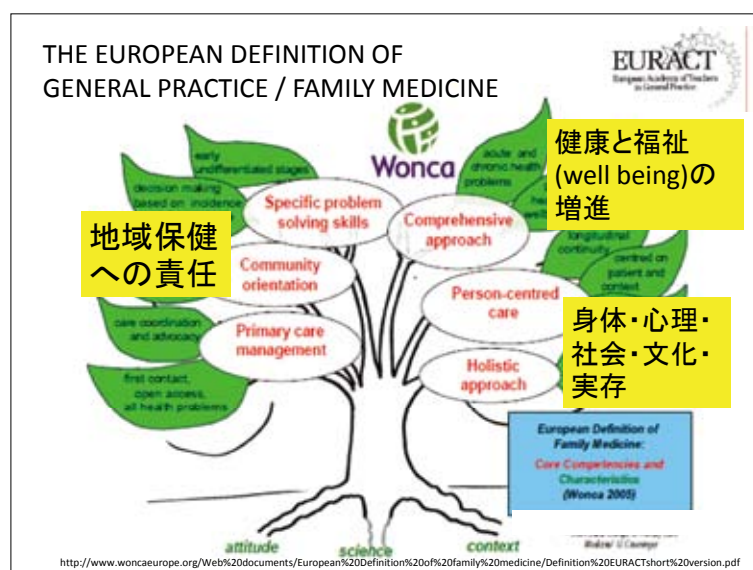 THE EUROPEAN DEFINITION OF
GENERAL PRACTICE / FAMILY MEDICINE
EURACT
European Academy of Teachers
in General Practice
Wonca
early
undifferentiated stages
decision making
based on incidence
acute and
chronic health
problems
健康と福祉
(well being)の
増進
Specific problem
solving skills
Comprehensive
approach
地域保健
への責任
longitudinal
continuity
Community
orientation
centred on
patient and
context
Person-centred
care
care coordination
and advocacy
Primary care
management
身体・心理・
社会・文化・
実存
first contact,
open access,
all health problems
Holistic
approach
European Definition of
Family Medicine:
Core Competencies and
Characteristics
(Wonca 2005)
attitude
science
context
http://www.woncaeurope.org/Web%20documents/European%20Definition%20of%20family%20medicine/Definition%20EURACTshort%20version.pdf